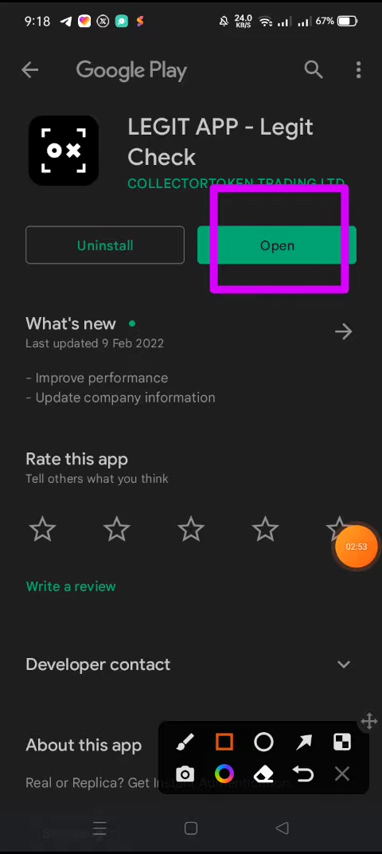 9:18
24.0
KB/S
67%
Google Play
LEGIT APP - Legit
Check
COLLECTORTOKEN TRADING LTD
Uninstall
Open
What's new
Last updated 9 Feb 2022
- Improve performance
- Update company information
Rate this app
Tell others what you think
02:53
Write a review
Developer contact
About this app
Real or Replica? Get Instant Authentication